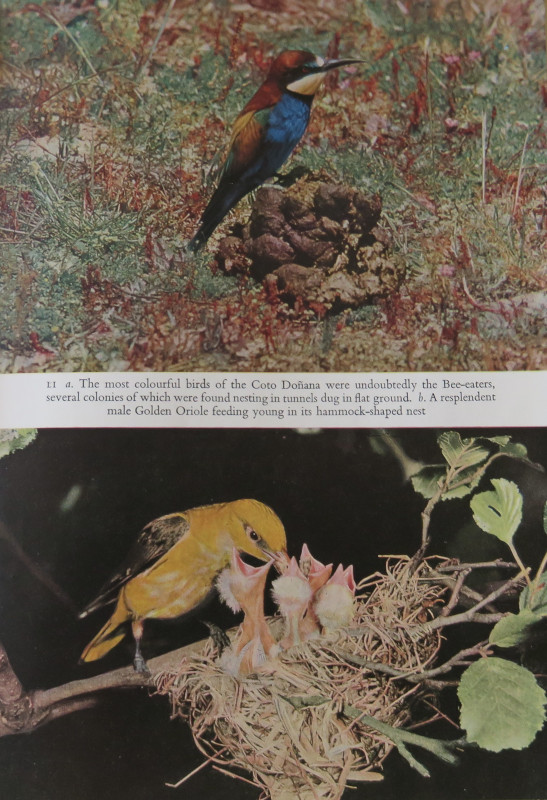 11 a. The most colourful birds of the Coto Doñana were undoubtedly the Bee-eaters,
several colonies of which were found nesting in tunnels dug in flat ground. b. A resplendent
male Golden Oriole feeding young in its hammock-shaped nest